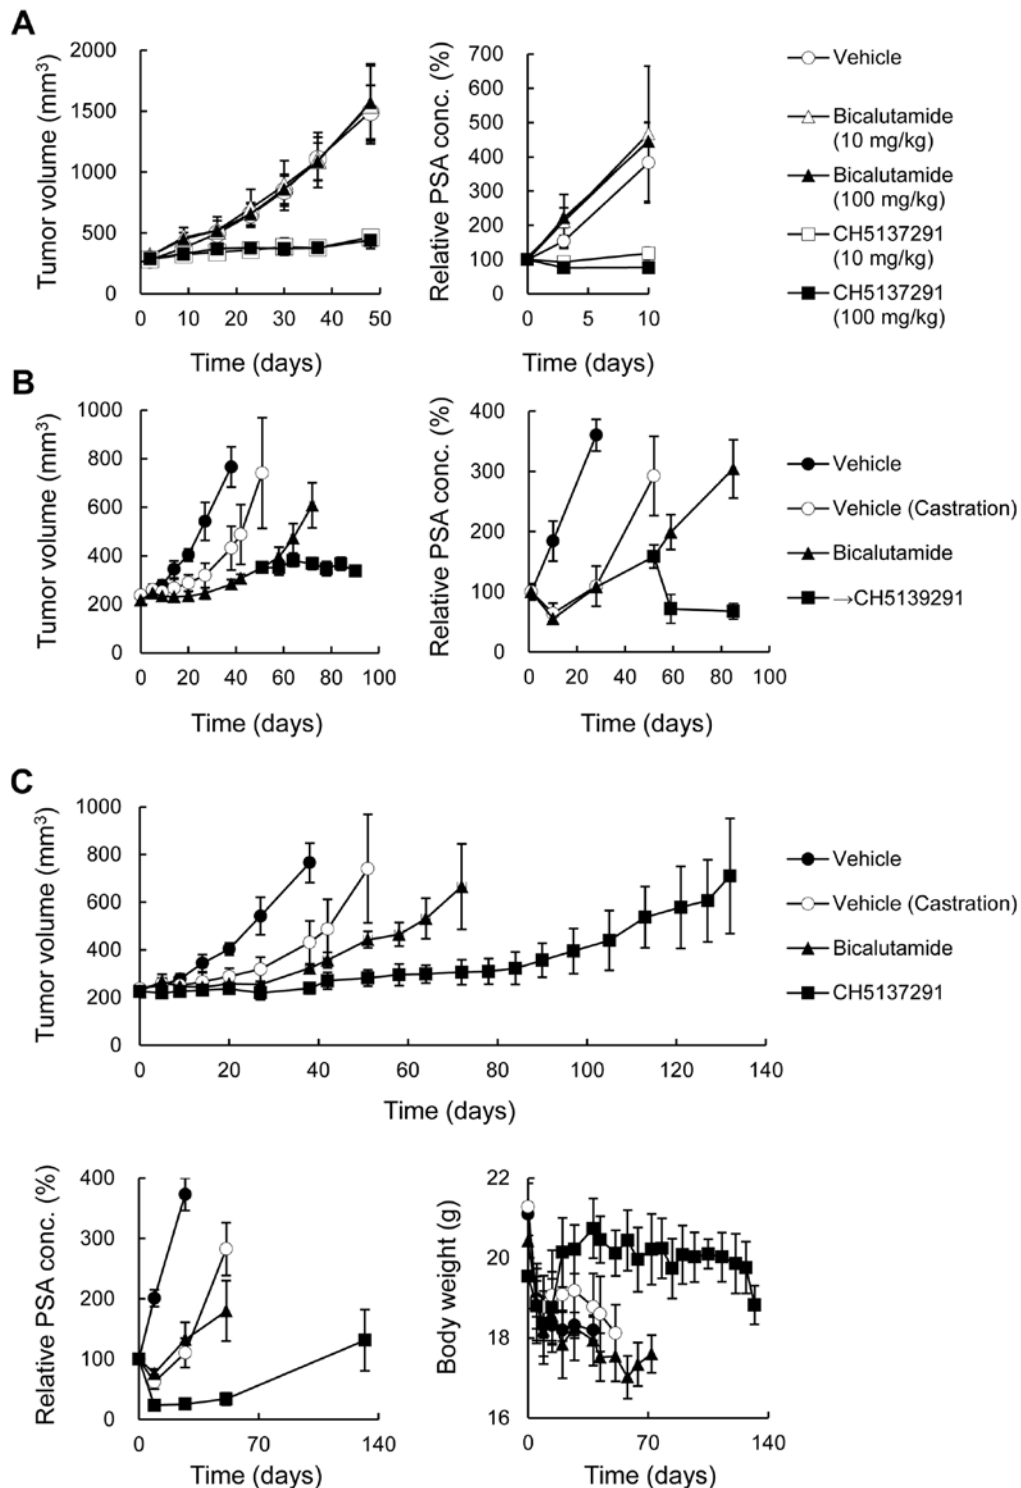 A
Tumor volume (mm³)
2000
1500
1000
500
0
0 10 20 30 40 50
Time (days)
Relative PSA conc. (%)
700
600
500
400
300
200
100
0
0 5 10
Time (days)
Vehicle
Bicalutamide
(10 mg/kg)
Bicalutamide
(100 mg/kg)
CH5137291
(10 mg/kg)
CH5137291
(100 mg/kg)
B
Tumor volume (mm³)
1000
800
600
400
200
0
0 20 40 60 80 100
Time (days)
Relative PSA conc. (%)
400
300
200
100
0
0 20 40 60 80 100
Time (days)
Vehicle
Vehicle (Castration)
Bicalutamide
→CH5139291
C
Tumor volume (mm³)
1000
800
600
400
200
0
0 20 40 60 80 100 120 140
Time (days)
Vehicle
Vehicle (Castration)
Bicalutamide
CH5137291
Relative PSA conc. (%)
400
300
200
100
0
0 70 140
Time (days)
Body weight (g)
22
20
18
16
0 70 140
Time (days)